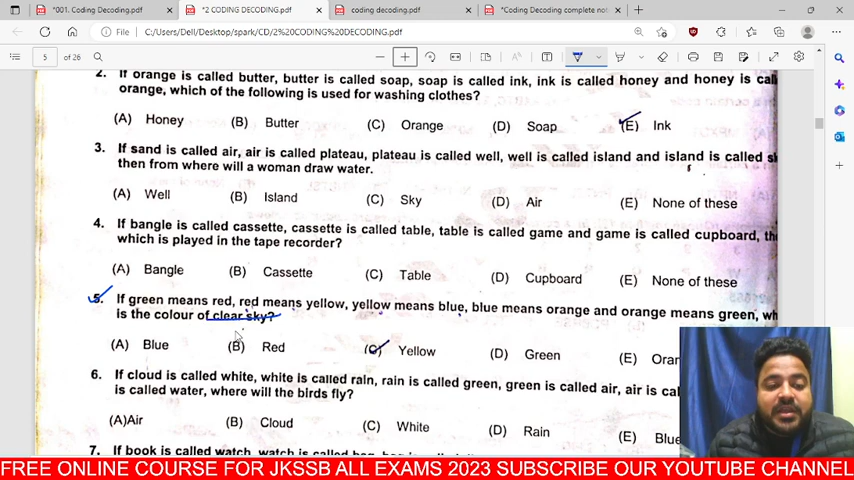 *001. Coding Decoding.pdf
*2 CODING DECODING.pdf
coding decoding.pdf
*Coding Decoding complete not
File
C:/Users/Dell/Desktop/spark/CD/2%20CODING%20DECODING.pdf
5 of 26
2. If orange is called butter, butter is called soap, soap is called ink, ink is called honey and honey is call
orange, which of the following is used for washing clothes?
(A) Honey (B) Butter (C) Orange (D) Soap (E) Ink
3. If sand is called air, air is called plateau, plateau is called well, well is called island and island is called s
then from where will a woman draw water.
(A) Well (B) Island (C) Sky (D) Air (E) None of these
4. If bangle is called cassette, cassette is called table, table is called game and game is called cupboard, th
which is played in the tape recorder?
(A) Bangle (B) Cassette (C) Table (D) Cupboard (E) None of these
5. If green means red, red means yellow, yellow means blue, blue means orange and orange means green, wh
is the colour of clear sky?
(A) Blue (B) Red (C) Yellow (D) Green (E) Oran
6. If cloud is called white, white is called rain, rain is called green, green is called air, air is cal
is called water, where will the birds fly?
(A)Air (B) Cloud (C) White (D) Rain (E) Blue
7. If book is called watch, watch is called
FREE ONLINE COURSE FOR JKSSB ALL EXAMS 2023 SUBSCRIBE OUR YOUTUBE CHANNEL